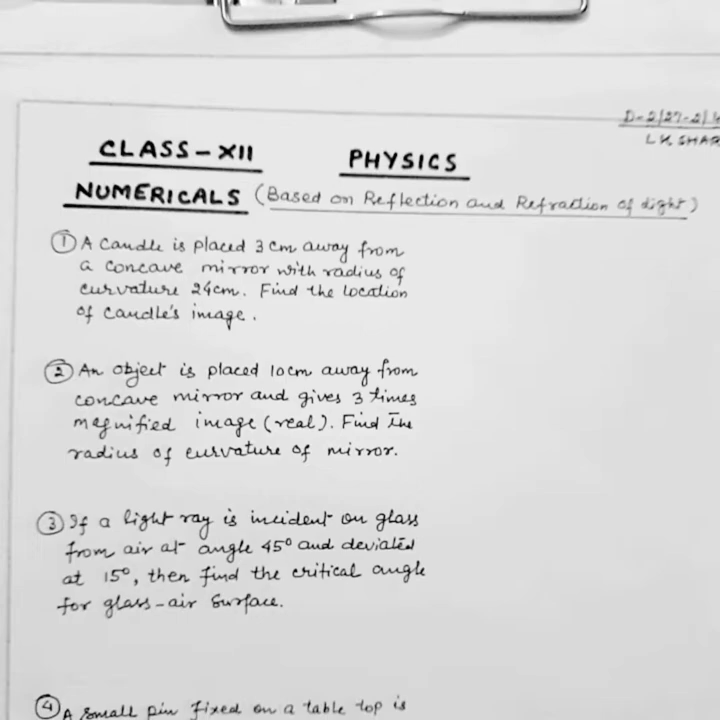 CLASS-XII PHYSICS
NUMERICALS (Based on Reflection and Refraction of Light)
① A Candle is placed 3 cm away from
a concave mirror with radius of
curvature 24cm. Find the location
of candle's image.
② An object is placed 10cm away from
concave mirror and gives 3 times
magnified image (real). Find the
radius of curvature of mirror.
③ If a light ray is incident on glass
from air at angle 45° and deviated
at 15°, then find the critical angle
for glass-air surface.
④ A small pin fixed on a table top is